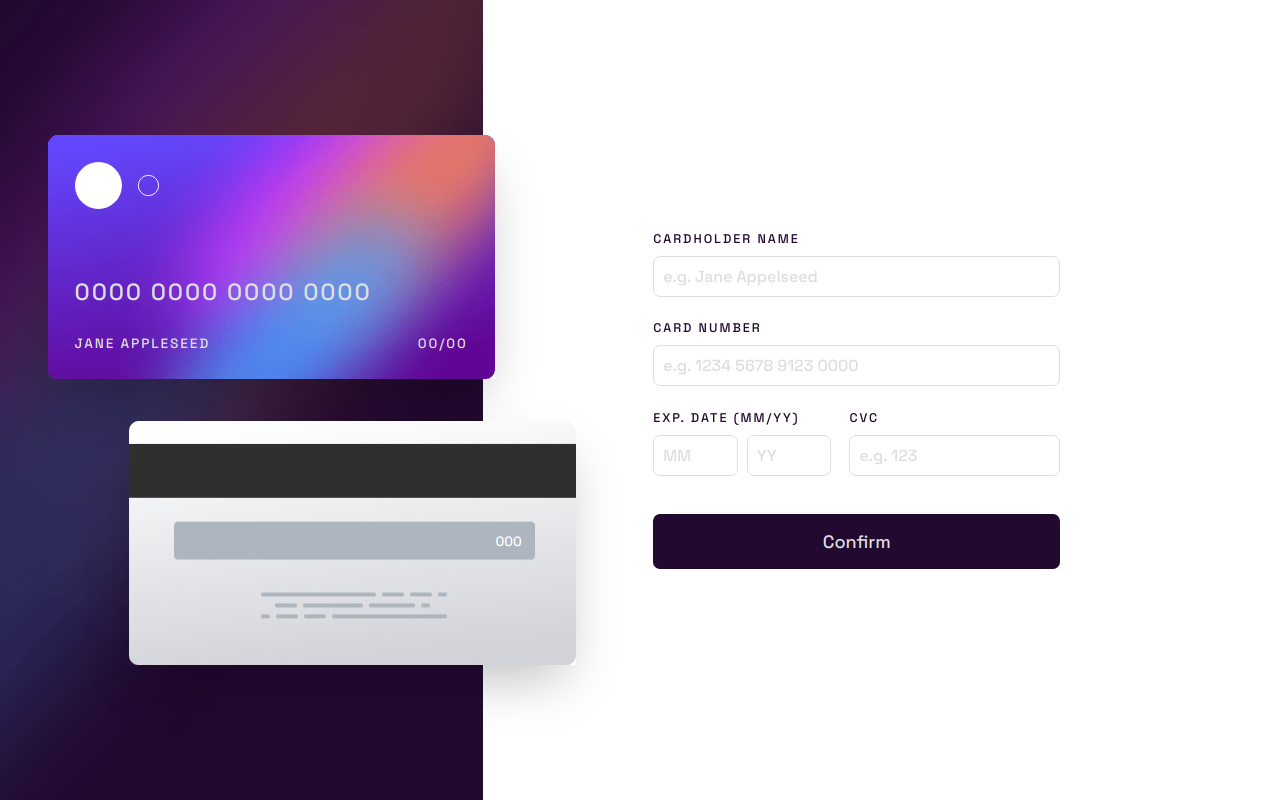 0000 0000 0000 0000
JANE APPLESEED 00/00
000
CARDHOLDER NAME
e.g. Jane Appelseed
CARD NUMBER
e.g. 1234 5678 9123 0000
EXP. DATE (MM/YY) CVC
MM YY e.g. 123
Confirm